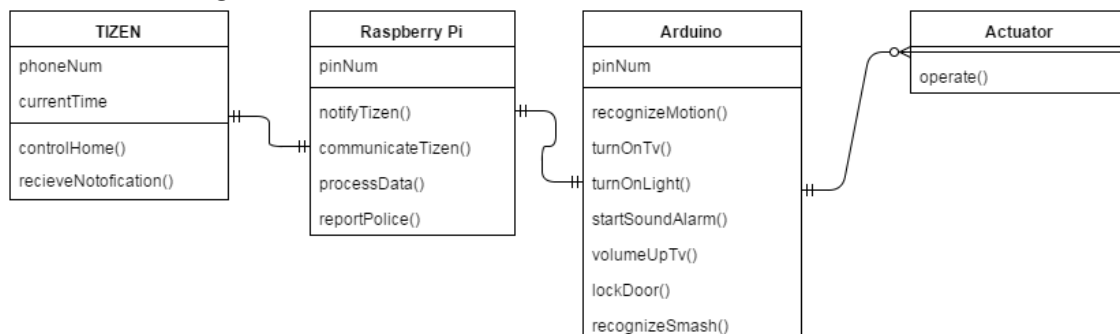 TIZEN
phoneNum
currentTime
controlHome()
recieveNotofication()
Raspberry Pi
pinNum
notifyTizen()
communicateTizen()
processData()
reportPolice()
Arduino
pinNum
recognizeMotion()
turnOnTv()
turnOnLight()
startSoundAlarm()
volumeUpTv()
lockDoor()
recognizeSmash()
Actuator
operate()